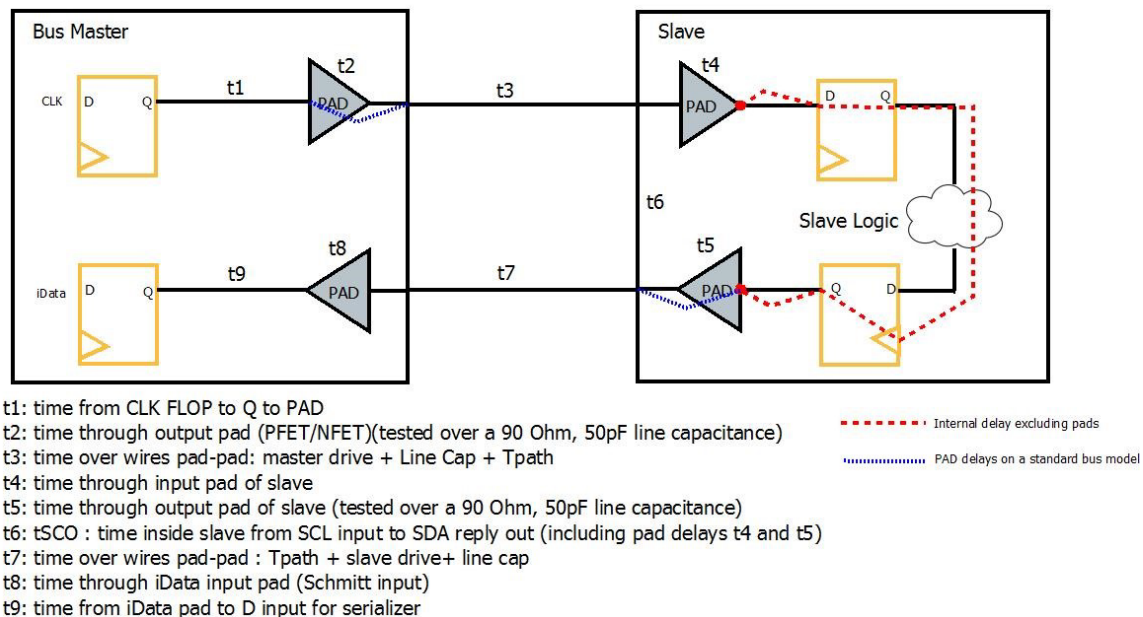 Bus Master
Slave
t2
t4
t1
t3
CLK
D
Q
PAD
PAD
D
Q
t6
Slave Logic
t8
t5
t9
t7
iData
D
Q
PAD
PAD
Q
D
t1: time from CLK FLOP to Q to PAD
t2: time through output pad (PFET/NFET)(tested over a 90 Ohm, 50pF line capacitance)
t3: time over wires pad-pad: master drive + Line Cap + Tpath
t4: time through input pad of slave
t5: time through output pad of slave (tested over a 90 Ohm, 50pF line capacitance)
t6: tSCO : time inside slave from SCL input to SDA reply out (including pad delays t4 and t5)
t7: time over wires pad-pad : Tpath + slave drive+ line cap
t8: time through iData input pad (Schmitt input)
t9: time from iData pad to D input for serializer
Internal delay excluding pads
PAD delays on a standard bus model